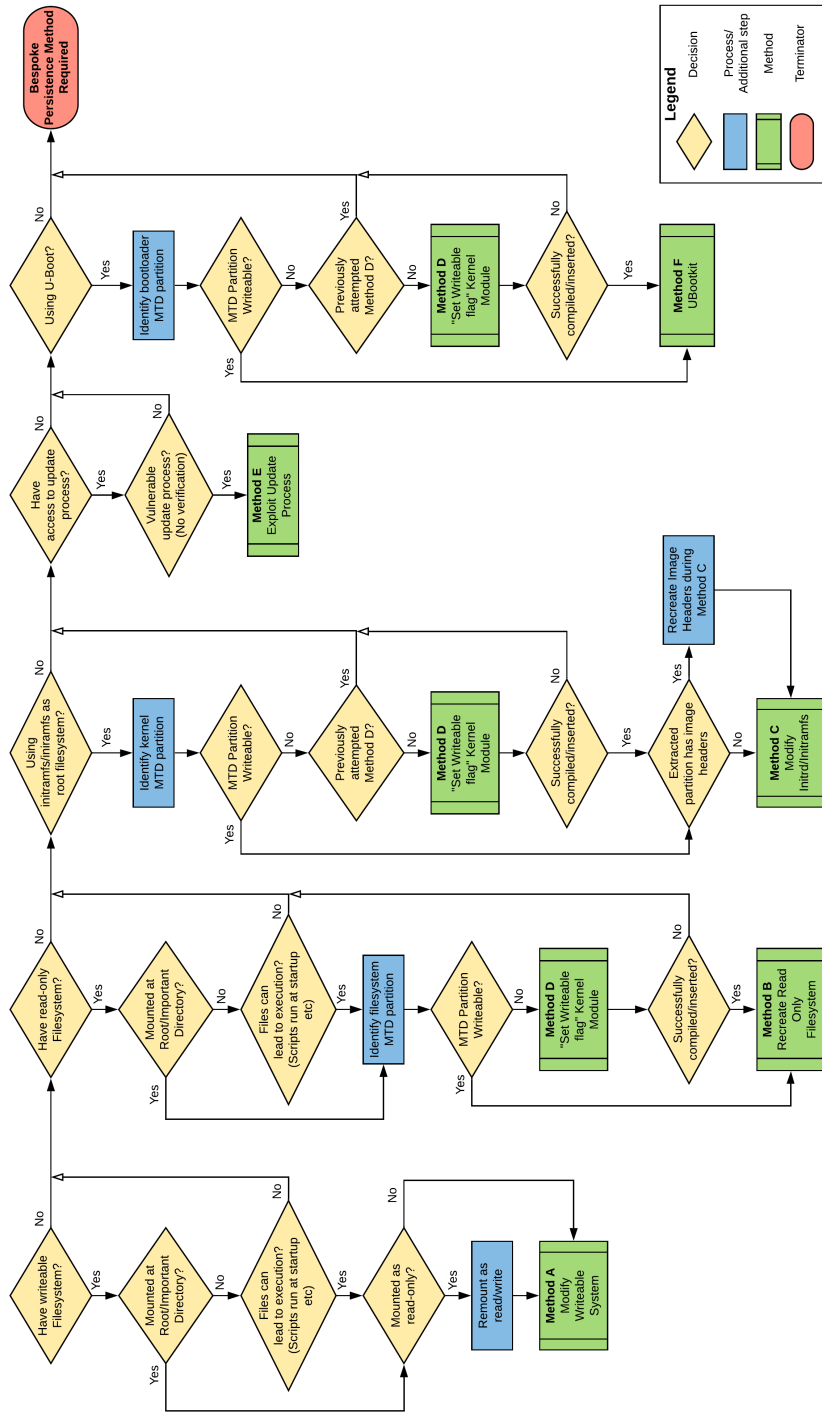 Have writeable
Filesystem?
No
Yes
Mounted at
Root/Important
Directory?
Yes
No
Files can
lead to execution?
(Scripts run at startup
etc)
No
Yes
Mounted as
read-only?
No
Yes
Remount as
read/write
Method A
Modify
Writeable
System
Have read-only
Filesystem?
No
Yes
Mounted at
Root/Important
Directory?
Yes
No
Files can
lead to execution?
(Scripts run at startup
etc)
No
Yes
Identify filesystem
MTD partition
MTD Partition
Writeable?
Yes
No
Method D
"Set Writeable
flag" Kernel
Module
Successfully
compiled/inserted?
No
Yes
Method B
Recreate Read
Only
Filesystem
Using
initramfs/iniramfs as
root filesystem?
No
Yes
Identify kernel
MTD partition
MTD Partition
Writeable?
Yes
No
Previously
attempted
Method D?
Yes
No
Method D
"Set Writeable
flag" Kernel
Module
Successfully
compiled/inserted?
No
Yes
Extracted
partition has image
headers
Yes
No
Recreate Image
Headers during
Method C
Method C
Modify
Initrd/Initramfs
Have
access to update
process?
No
Yes
Vulnerable
update process?
(No verification)
No
Yes
Method E
Exploit Update
Process
Using U-Boot?
No
Yes
Identify bootloader
MTD partition
MTD Partition
Writeable?
Yes
No
Previously
attempted
Method D?
Yes
No
Method D
"Set Writeable
flag" Kernel
Module
Successfully
compiled/inserted?
No
Yes
Method F
UBootkit
Bespoke
Persistence Method
Required
Legend
Decision
Process/
Additional step
Method
Terminator